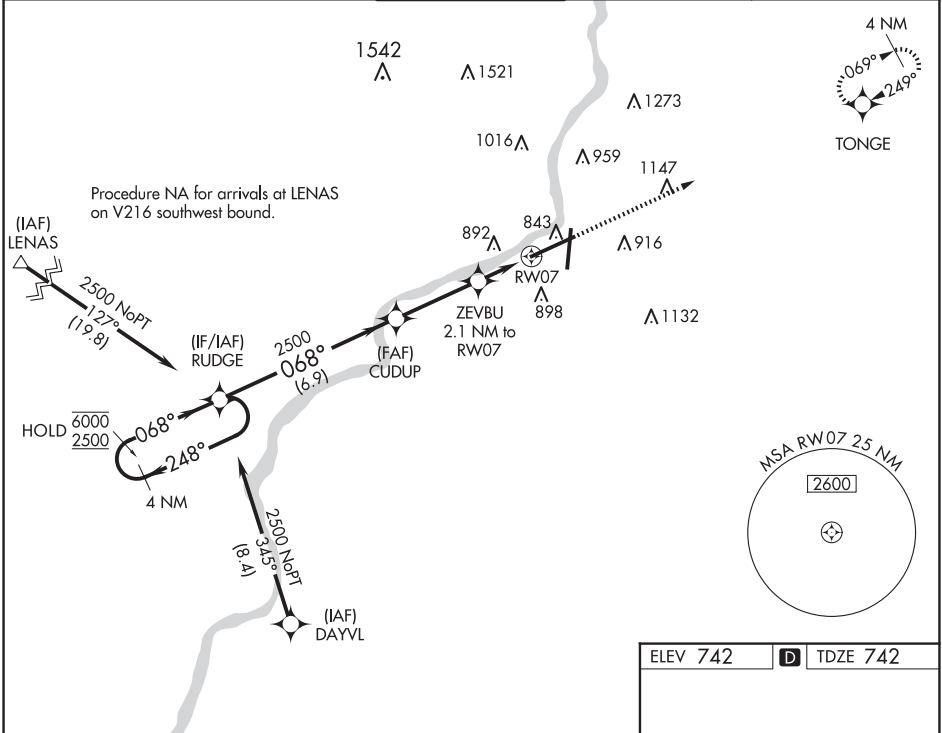 1542
1521
1273
1016
959
1147
892
843
916
898
1132
4 NM
069°
249°
TONGE
Procedure NA for arrivals at LENAS
on V216 southwest bound.
(IAF)
LENAS
2500 NoPT
127°
(19.8)
(IF/IAF)
RUDGE
2500
068°
(6.9)
(FAF)
CUDUP
ZEVBU
2.1 NM to
RW07
RW07
HOLD 6000
2500
068°
248°
4 NM
2500 NoPT
345°
(8.4)
(IAF)
DAYVL
MSA RW07 25 NM
2600
ELEV 742 D TDZE 742